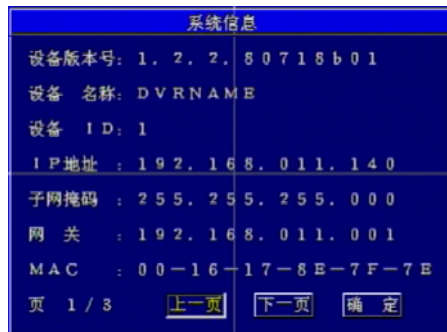 系统信息
设备版本号: 1. 2. 2. 80718b01
设备 名称: DVRNAME
设备 ID: 1
IP地址 : 192. 168. 011. 140
子网掩码 : 255. 255. 255. 000
网 关 : 192. 168. 011. 001
MAC : 00-16-17-8E-7F-7E
页 1/3 上一页 下一页 确 定